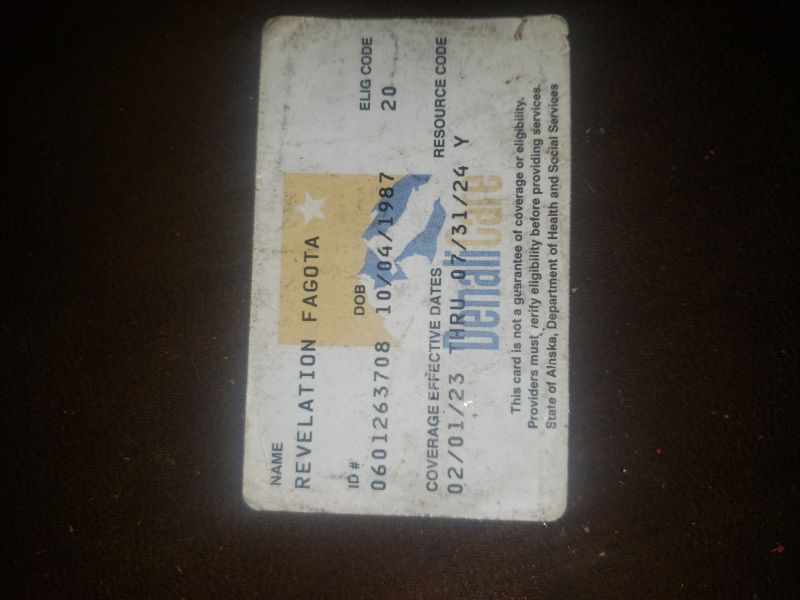 NAME
REVELATION FAGOTA
ID # DOB ELIG CODE
0601263708 10/04/1987 20
COVERAGE EFFECTIVE DATES RESOURCE CODE
02/01/23 THRU 07/31/24 Y
Denali Care
This card is not a guarantee of coverage or eligibility.
Providers must verify eligibility before providing services.
State of Alaska, Department of Health and Social Services